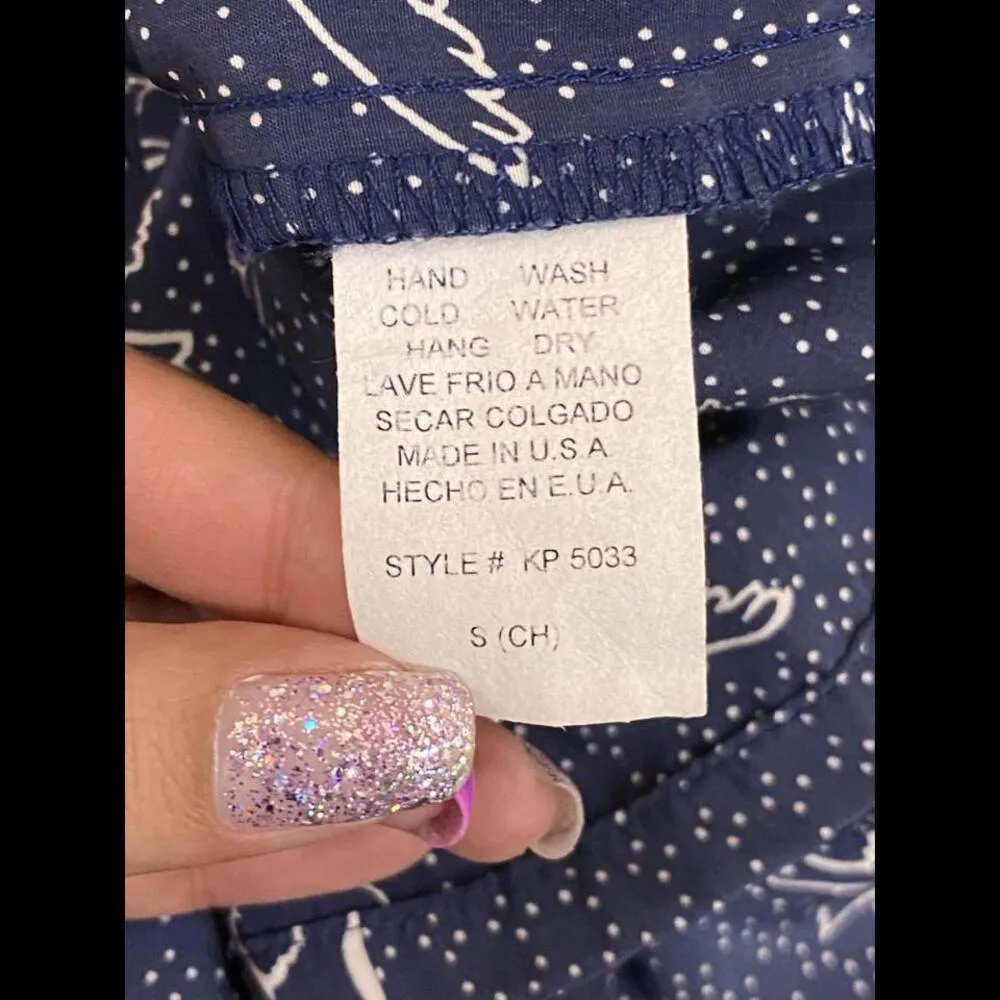 HAND WASH
COLD WATER
HANG DRY
LAVE FRIO A MANO
SECAR COLGADO
MADE IN U.S.A
HECHO EN E.U.A.
STYLE # KP 5033
S (CH)